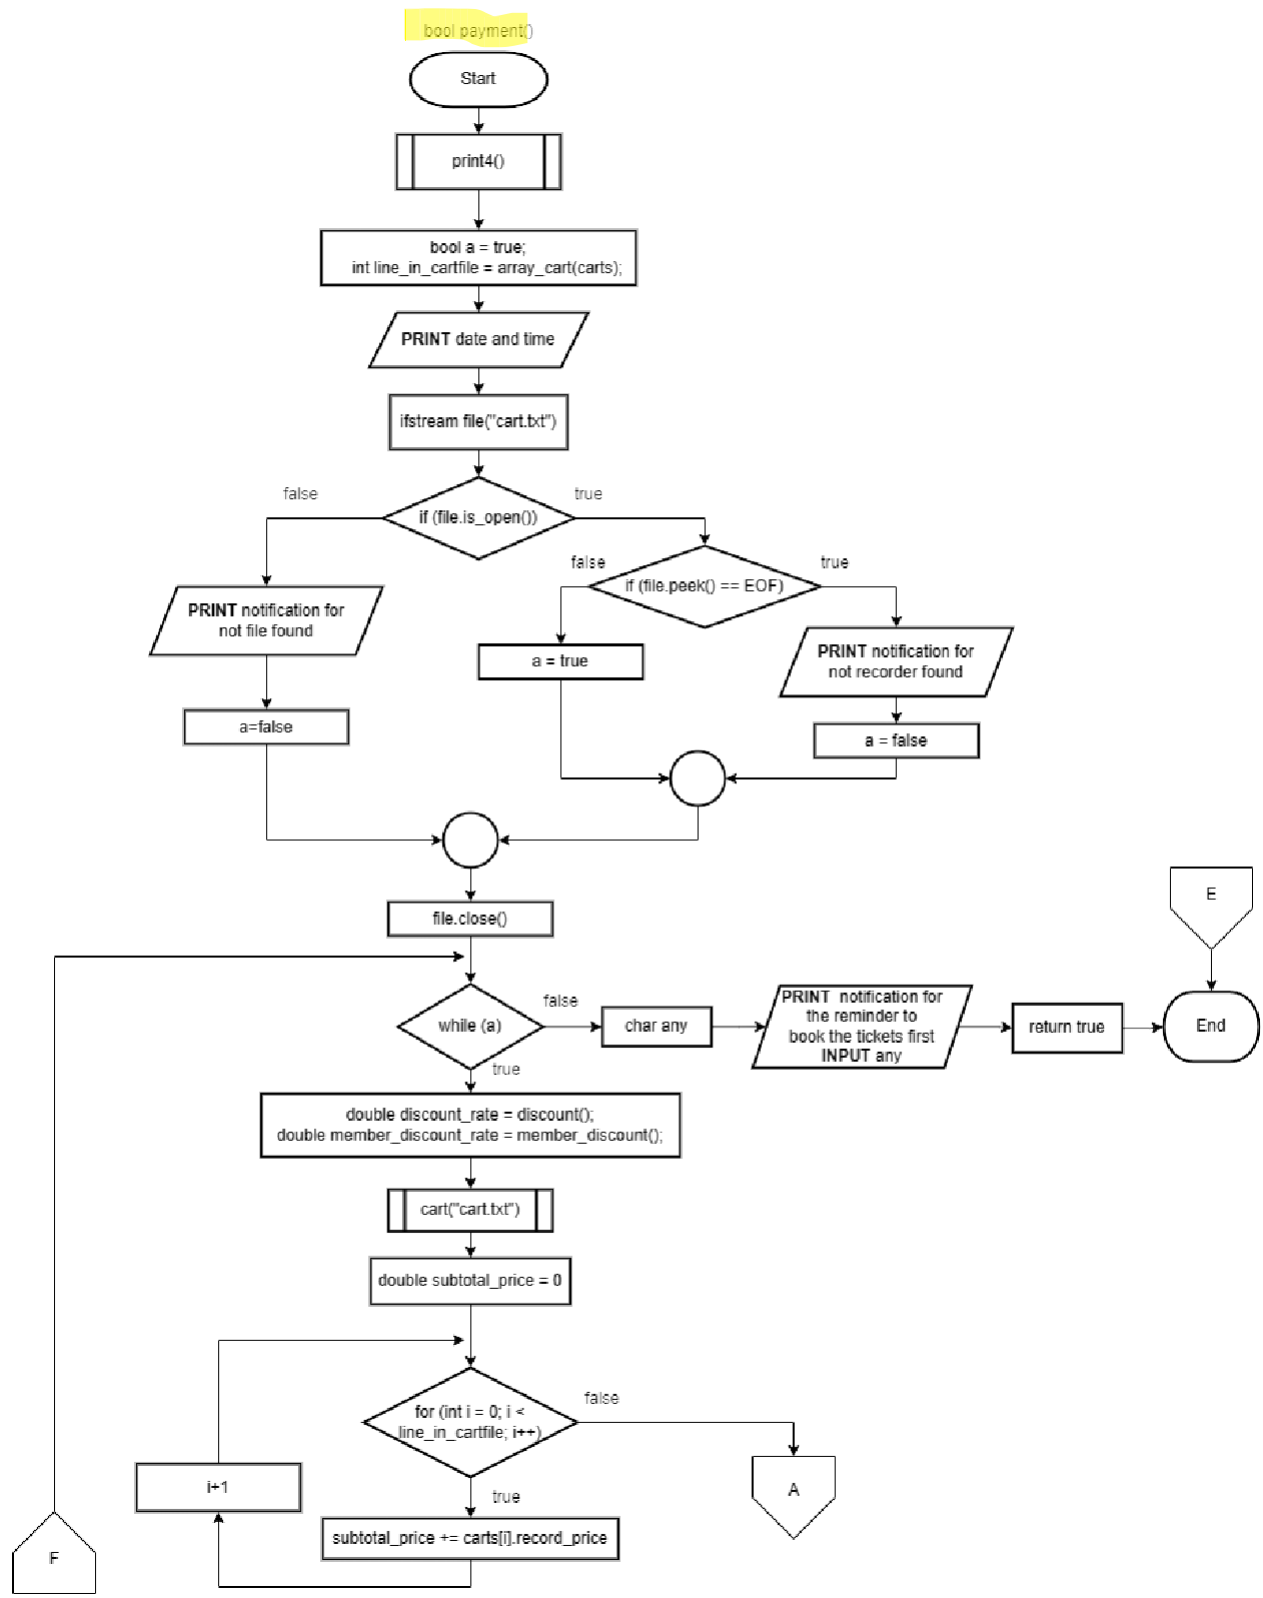 bool payment()
Start
print4()
bool a = true;
int line_in_cartfile = array_cart(carts);
PRINT date and time
ifstream file("cart.txt")
false
true
if (file.is_open())
false
true
if (file.peek() == EOF)
PRINT notification for
not file found
a = true
PRINT notification for
not recorder found
a=false
a = false
file.close()
E
while (a)
false
char any
PRINT notification for
the reminder to
book the tickets first
INPUT any
return true
End
true
double discount_rate = discount();
double member_discount_rate = member_discount();
cart("cart.txt")
double subtotal_price = 0
for (int i = 0; i <
line_in_cartfile; i++)
false
i+1
A
true
subtotal_price += carts[i].record_price
F